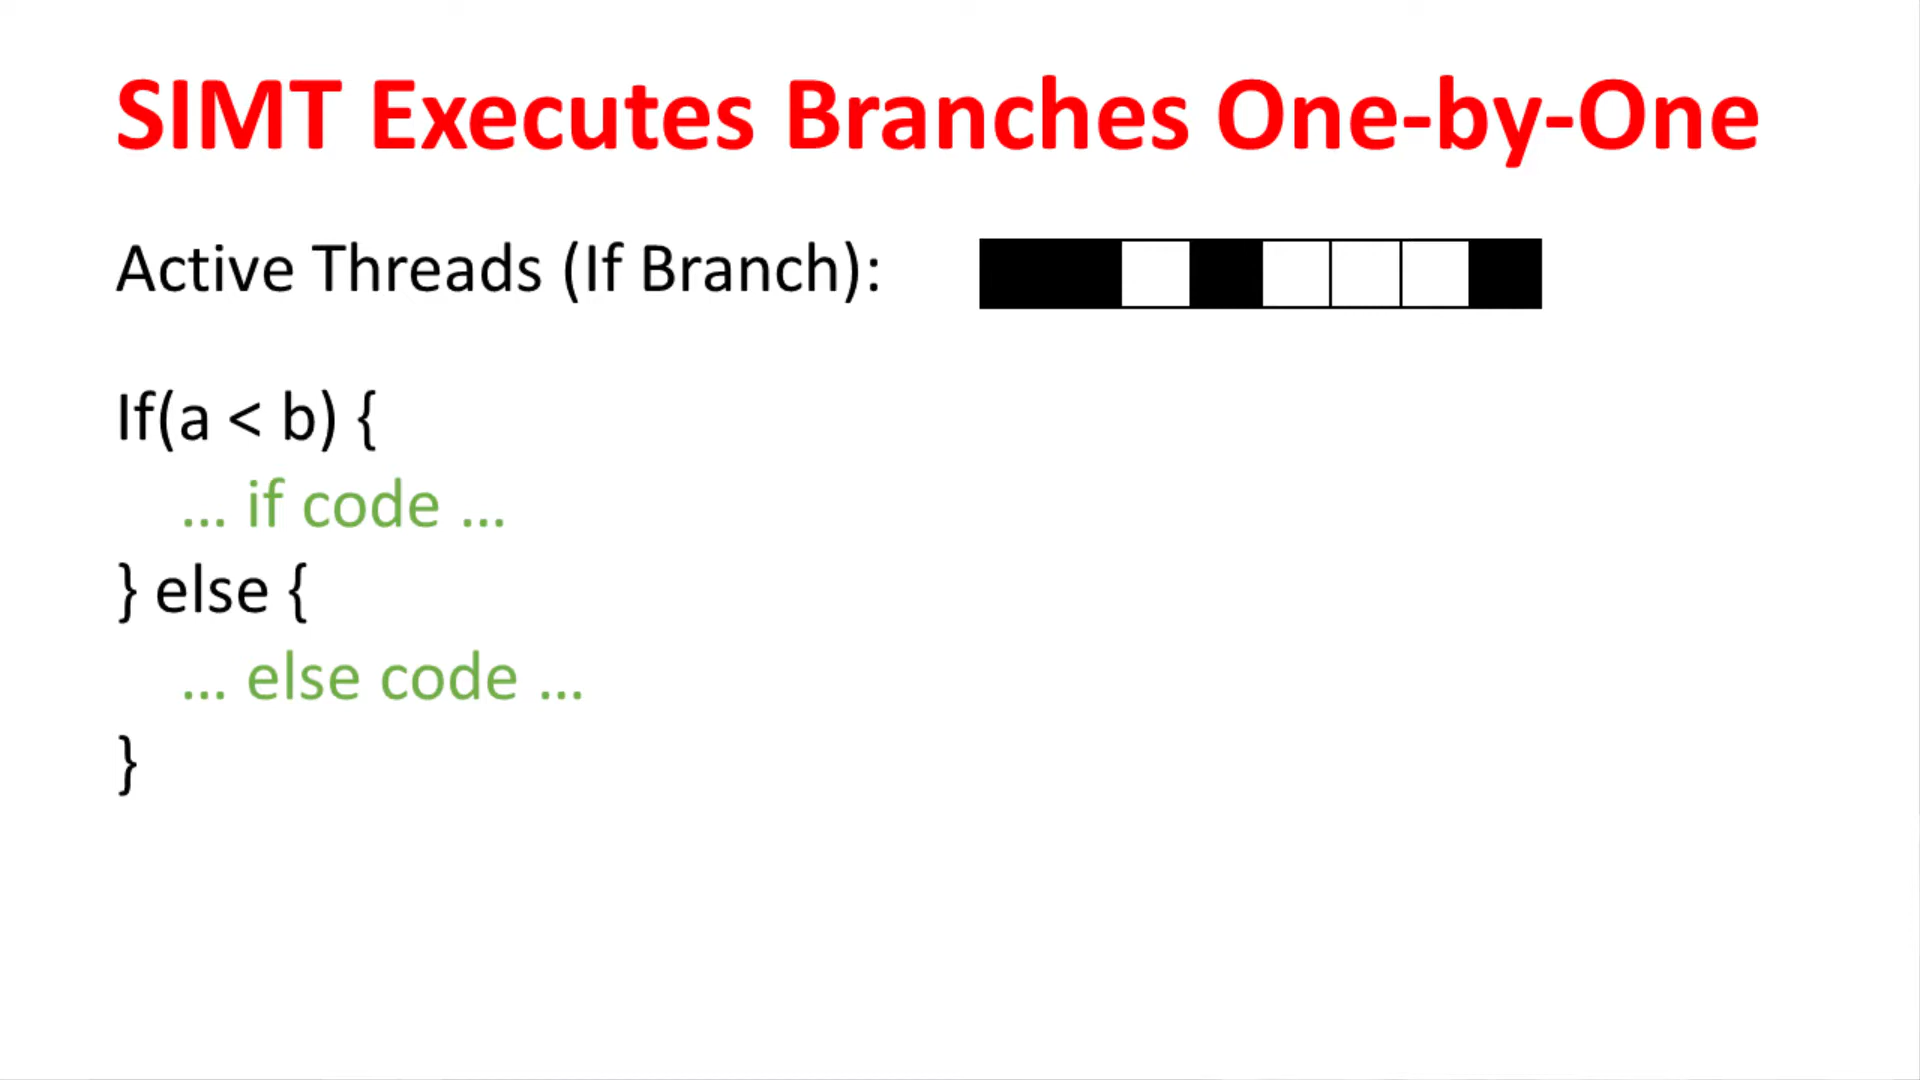 SIMT Executes Branches One-by-One
Active Threads (If Branch):
If(a < b) {
... if code ...
} else {
... else code ...
}